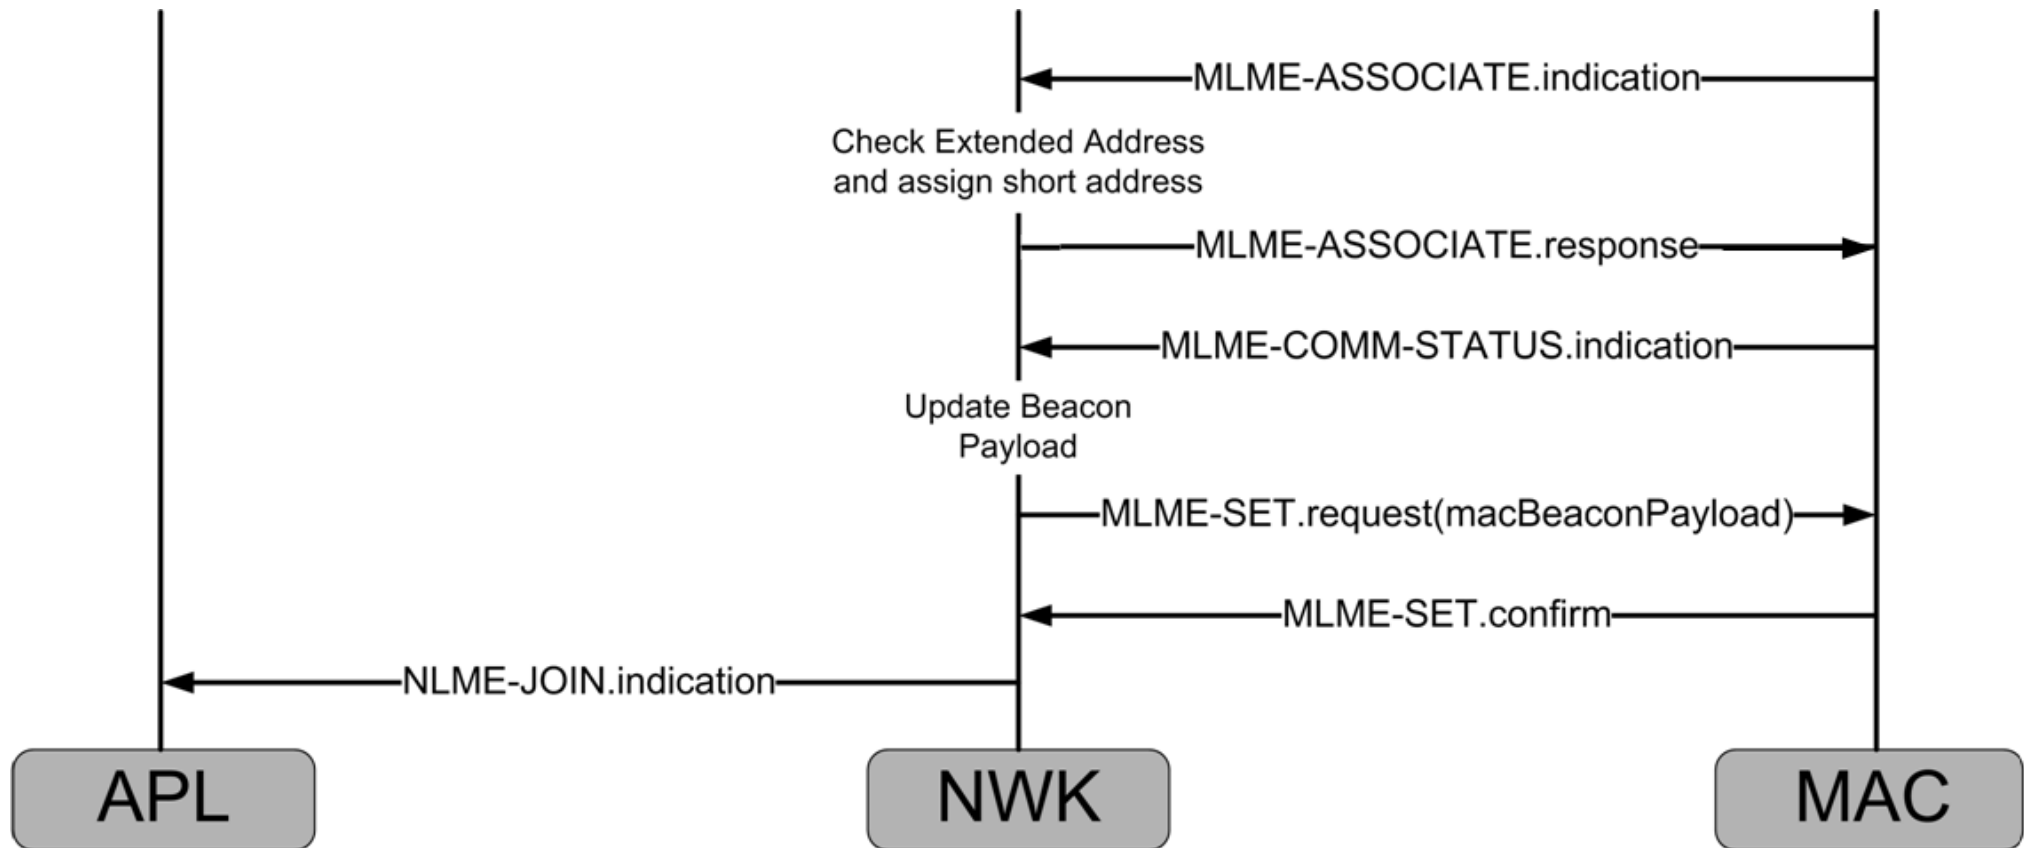 MLME-ASSOCIATE.indication
Check Extended Address
and assign short address
MLME-ASSOCIATE.response
MLME-COMM-STATUS.indication
Update Beacon
Payload
MLME-SET.request(macBeaconPayload)
MLME-SET.confirm
NLME-JOIN.indication
APL
NWK
MAC